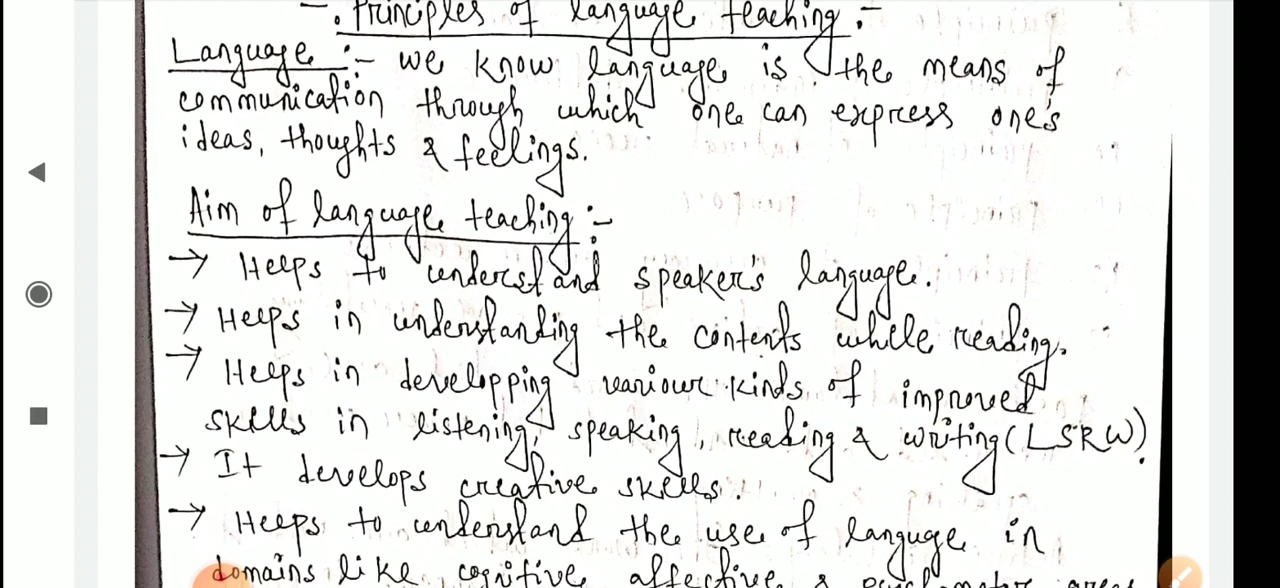 Principles of language teaching :-
Language :- we know language is the means of
communication through which one can express one's
ideas, thoughts & feelings.
Aim of language teaching :-
→ Helps to understand speaker's language.
→ Helps in understanding the contents while reading.
→ Helps in developping various kinds of improved
skills in listening, speaking, reading & writing (LSRW).
→ It develops creative skills.
→ Helps to understand the use of languge in
domains like cognitive affective &